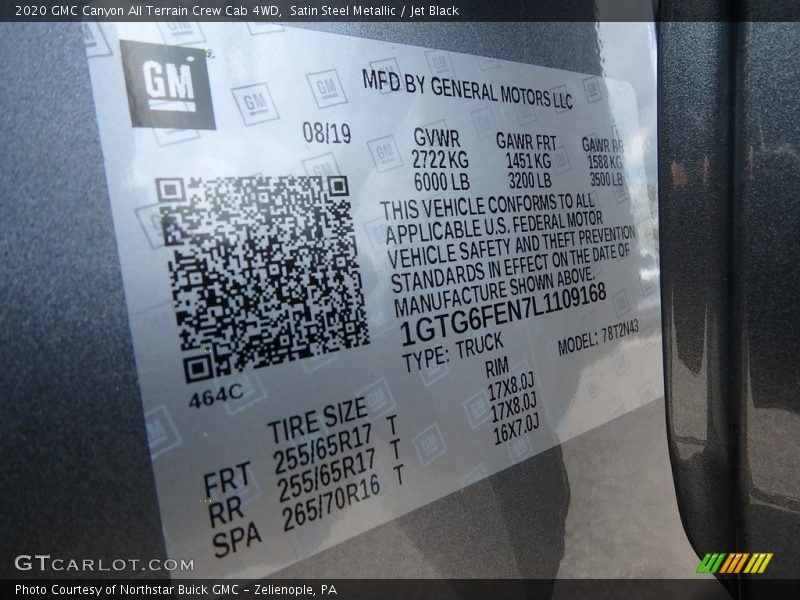 2020 GMC Canyon All Terrain Crew Cab 4WD, Satin Steel Metallic / Jet Black
GM
MFD BY GENERAL MOTORS LLC
08/19
GVWR GAWR FRT GAWR RR
2722 KG 1451 KG 1588 KG
6000 LB 3200 LB 3500 LB
THIS VEHICLE CONFORMS TO ALL
APPLICABLE U.S. FEDERAL MOTOR
VEHICLE SAFETY AND THEFT PREVENTION
STANDARDS IN EFFECT ON THE DATE OF
MANUFACTURE SHOWN ABOVE.
1GTG6FEN7L1109168
TYPE: TRUCK MODEL: 78T2N43
464C
TIRE SIZE RIM
FRT 255/65R17 T 17X8.0J
RR 255/65R17 T 17X8.0J
SPA 265/70R16 T 16X7.0J
GTCARLOT.COM
Photo Courtesy of Northstar Buick GMC - Zelienople, PA